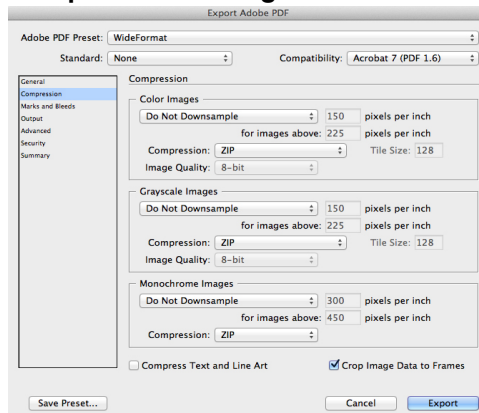 Export Adobe PDF
Adobe PDF Preset: WideFormat
Standard: None Compatibility: Acrobat 7 (PDF 1.6)
General
Compression
Marks and Bleeds
Output
Advanced
Security
Summary
Compression
Color Images
Do Not Downsample 150 pixels per inch
for images above: 225 pixels per inch
Compression: ZIP Tile Size: 128
Image Quality: 8-bit
Grayscale Images
Do Not Downsample 150 pixels per inch
for images above: 225 pixels per inch
Compression: ZIP Tile Size: 128
Image Quality: 8-bit
Monochrome Images
Do Not Downsample 300 pixels per inch
for images above: 450 pixels per inch
Compression: ZIP
Compress Text and Line Art Crop Image Data to Frames
Save Preset... Cancel Export